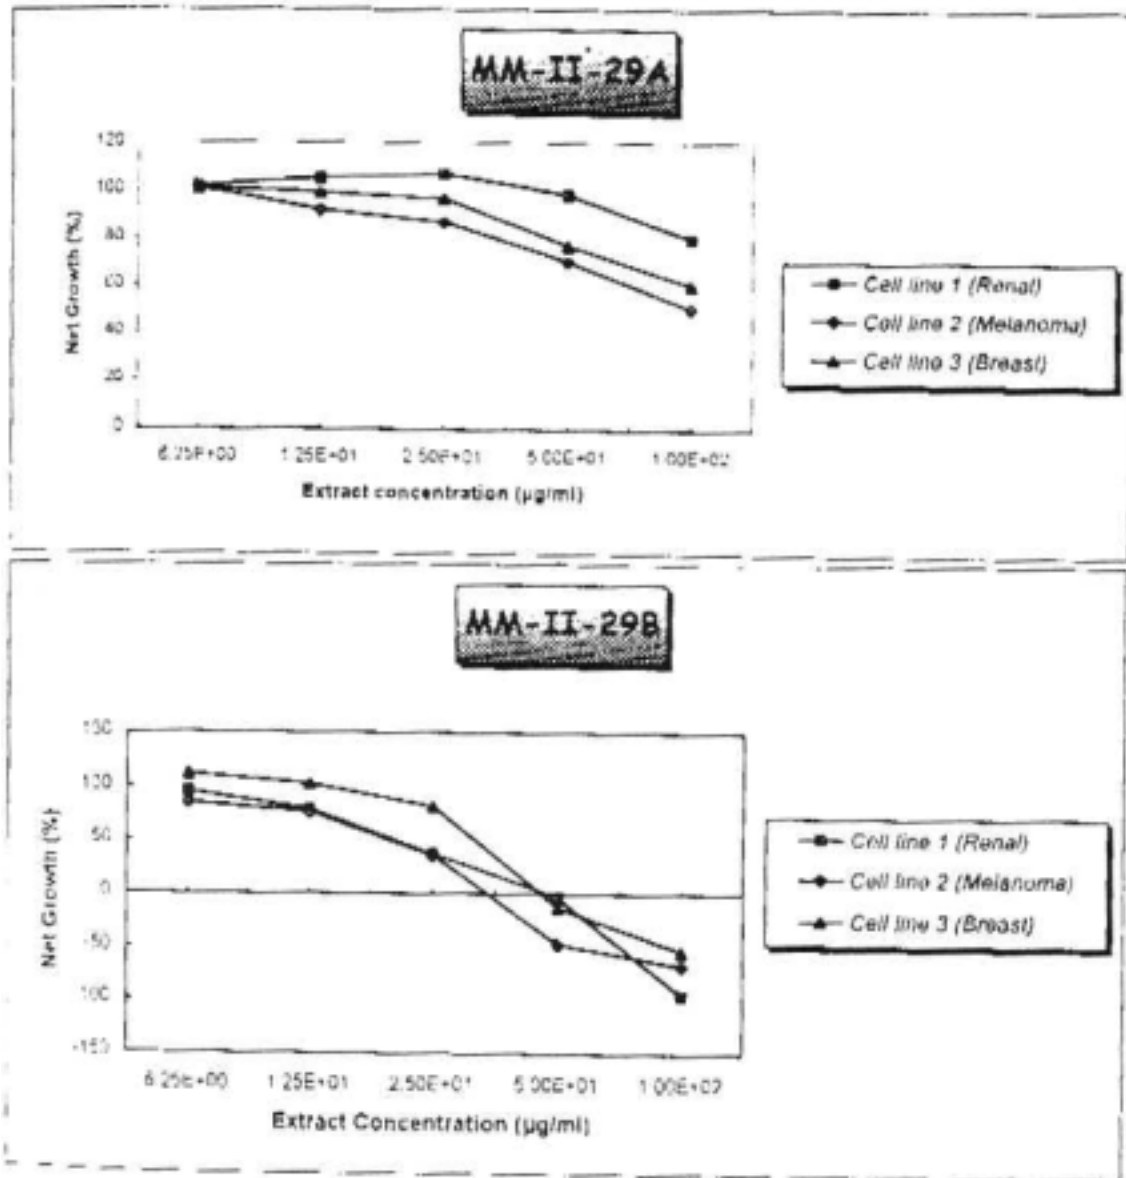 MM-II-29A
120
100
80
60
40
20
0
Net Growth (%)
6.25E+00 1.25E+01 2.50E+01 5.00E+01 1.00E+02
Extract concentration (µg/ml)
Cell line 1 (Renal)
Cell line 2 (Melanoma)
Cell line 3 (Breast)
MM-II-29B
150
100
50
0
-50
-100
-150
Net Growth (%)
6.25E+00 1.25E+01 2.50E+01 5.00E+01 1.00E+02
Extract Concentration (µg/ml)
Cell line 1 (Renal)
Cell line 2 (Melanoma)
Cell line 3 (Breast)